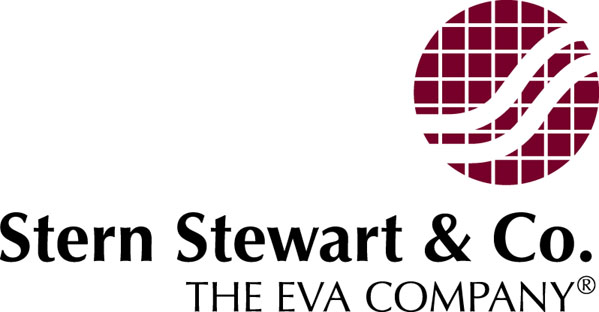 Stern Stewart & Co.
THE EVA COMPANY®